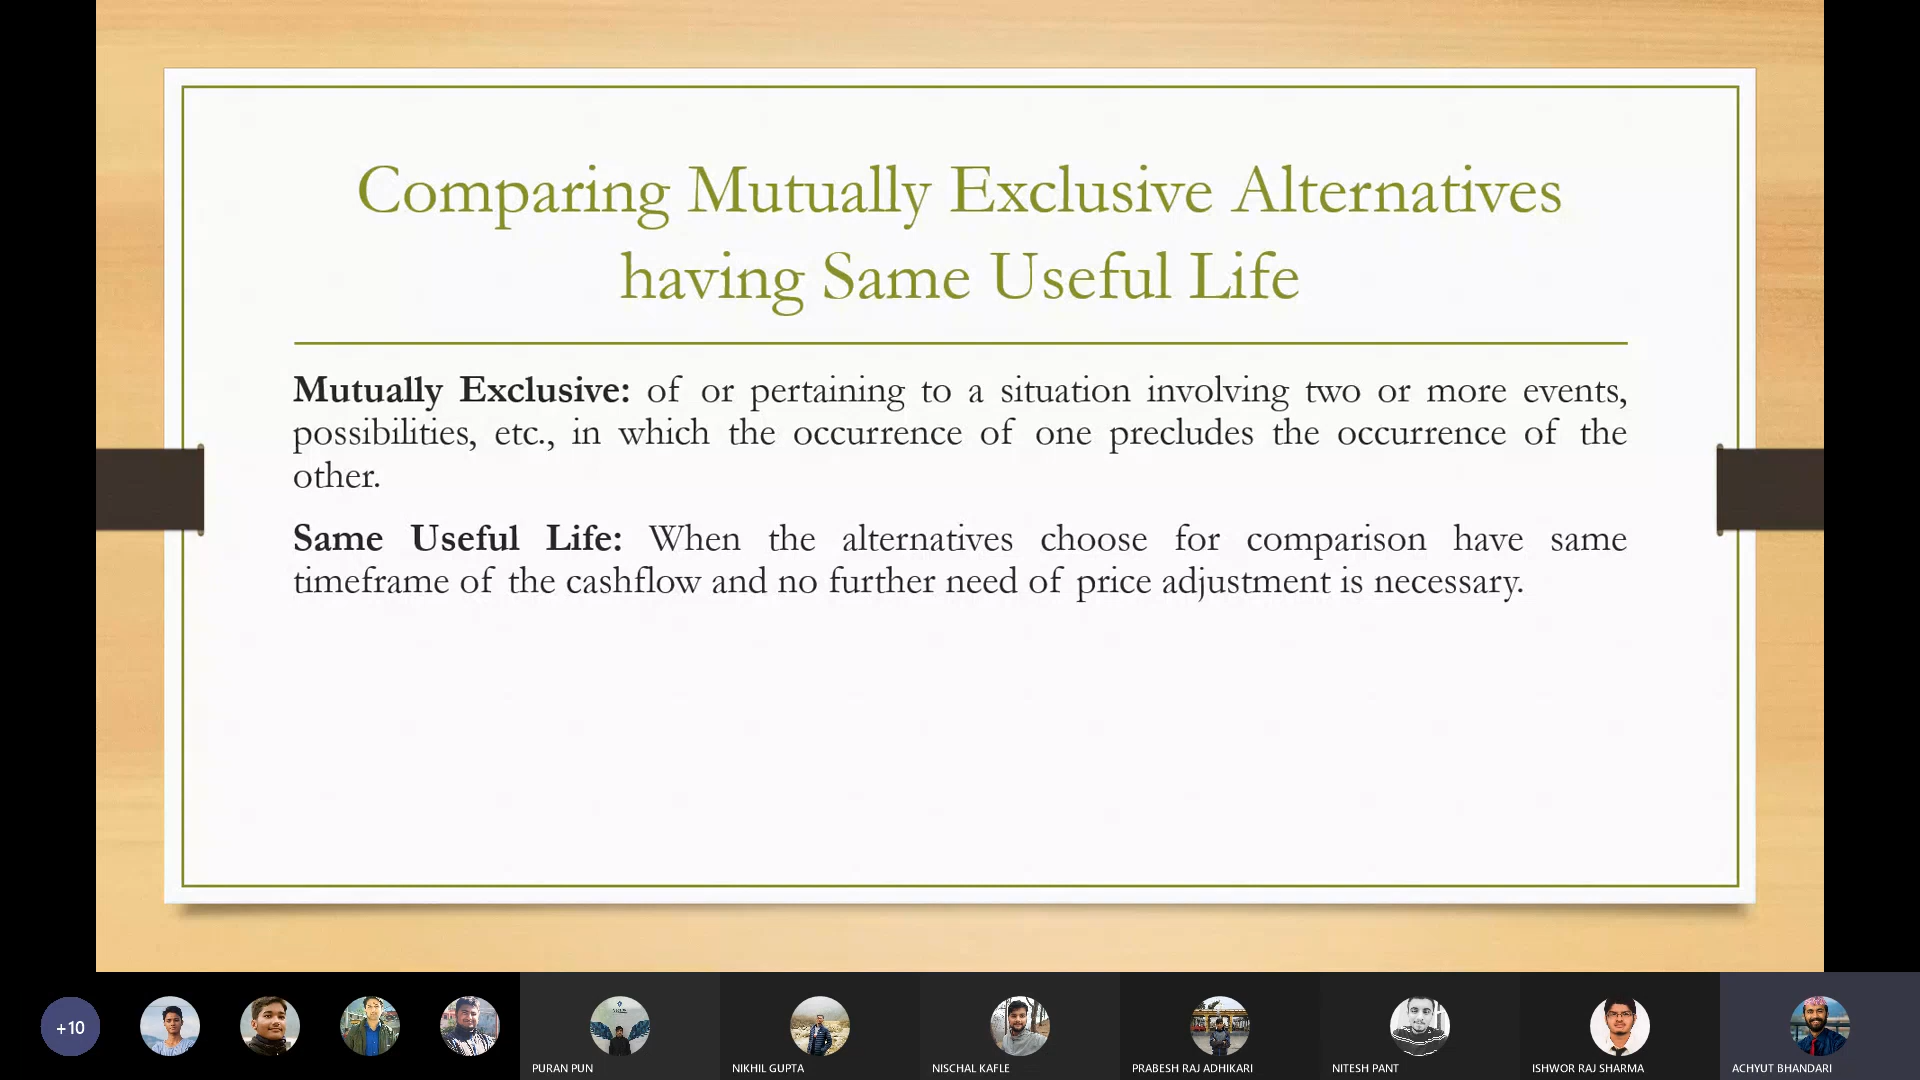 Comparing Mutually Exclusive Alternatives
having Same Useful Life
Mutually Exclusive: of or pertaining to a situation involving two or more events,
possibilities, etc., in which the occurrence of one precludes the occurrence of the
other.
Same Useful Life: When the alternatives choose for comparison have same
timeframe of the cashflow and no further need of price adjustment is necessary.
+10
PURAN PUN
NIKHIL GUPTA
NISCHAL KAFLE
PRABESH RAJ ADHIKARI
NITESH PANT
ISHWOR RAJ SHARMA
ACHYUT BHANDARI